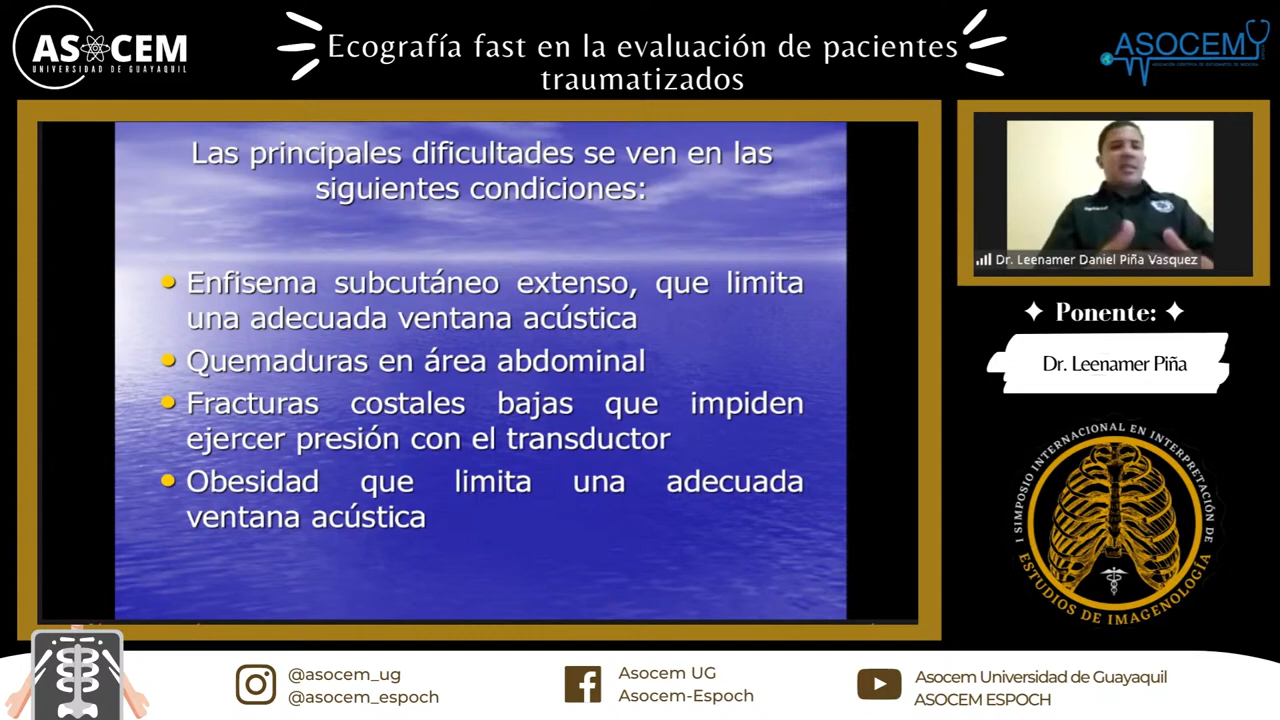 ASOCEM
UNIVERSIDAD DE GUAYAQUIL
Ecografía fast en la evaluación de pacientes
traumatizados
ASOCEM
Las principales dificultades se ven en las
siguientes condiciones:
• Enfisema subcutáneo extenso, que limita
una adecuada ventana acústica
• Quemaduras en área abdominal
• Fracturas costales bajas que impiden
ejercer presión con el transductor
• Obesidad que limita una adecuada
ventana acústica
Dr. Leenamer Daniel Piña Vasquez
Ponente:
Dr. Leenamer Piña
I SIMPOSIO INTERNACIONAL EN INTERPRETACIÓN DE
ESTUDIOS DE IMAGENOLOGÍA
@asocem_ug
@asocem_espoch
Asocem UG
Asocem-Espoch
Asocem Universidad de Guayaquil
ASOCEM ESPOCH